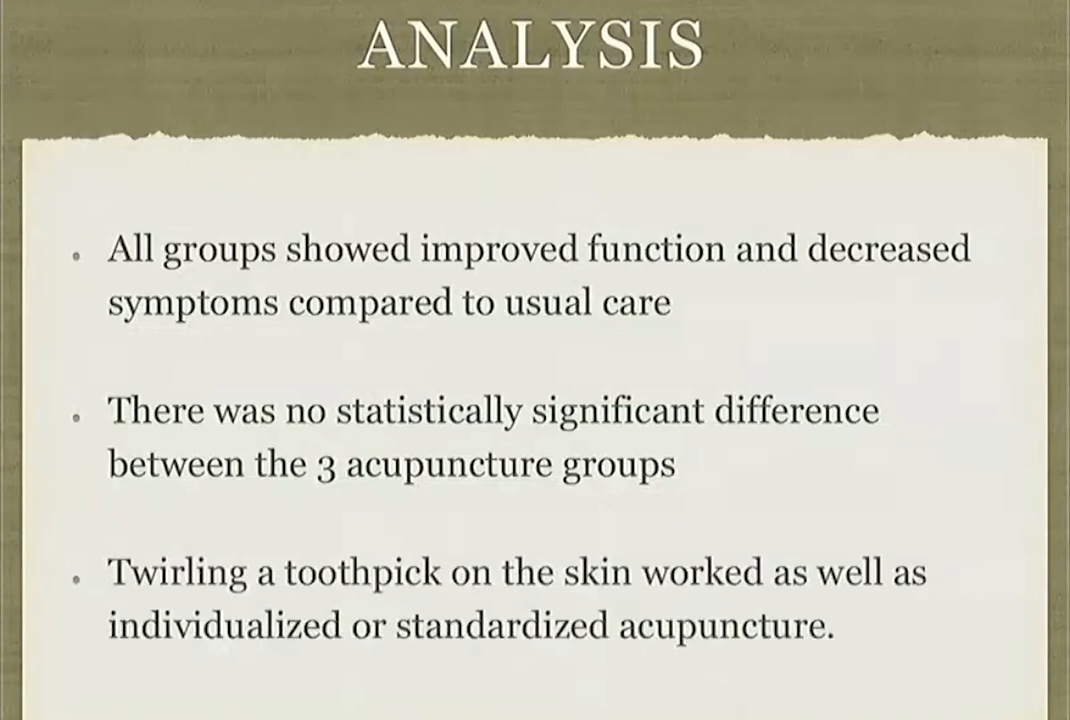 ANALYSIS
All groups showed improved function and decreased
symptoms compared to usual care
There was no statistically significant difference
between the 3 acupuncture groups
Twirling a toothpick on the skin worked as well as
individualized or standardized acupuncture.